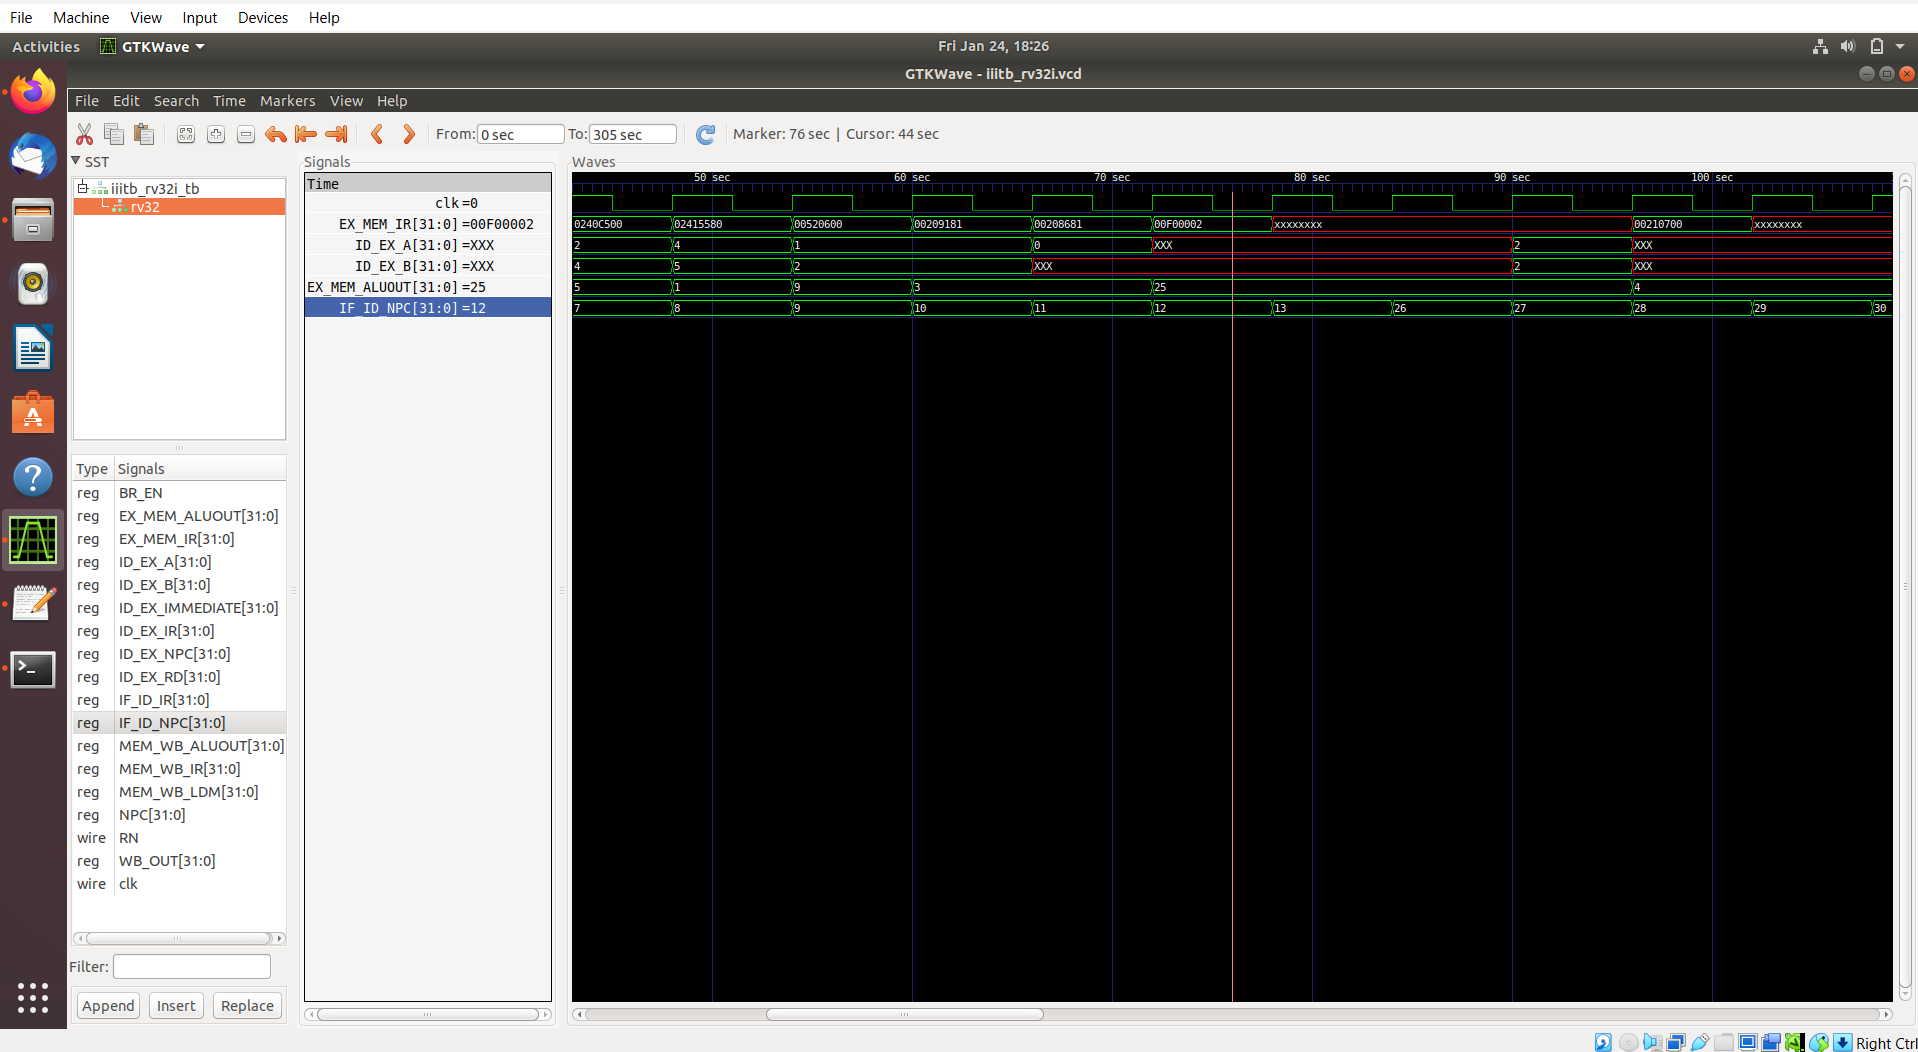 File Machine View Input Devices Help
Activities GTKWave Fri Jan 24, 18:26
GTKWave - iiitb_rv32i.vcd
File Edit Search Time Markers View Help
From: 0 sec To: 305 sec Marker: 76 sec | Cursor: 44 sec
SST
iiitb_rv32i_tb
rv32
Type Signals
reg BR_EN
reg EX_MEM_ALUOUT[31:0]
reg EX_MEM_IR[31:0]
reg ID_EX_A[31:0]
reg ID_EX_B[31:0]
reg ID_EX_IMMEDIATE[31:0]
reg ID_EX_IR[31:0]
reg ID_EX_NPC[31:0]
reg ID_EX_RD[31:0]
reg IF_ID_IR[31:0]
reg IF_ID_NPC[31:0]
reg MEM_WB_ALUOUT[31:0]
reg MEM_WB_IR[31:0]
reg MEM_WB_LDM[31:0]
reg NPC[31:0]
wire RN
reg WB_OUT[31:0]
wire clk
Filter:
Append Insert Replace
Signals
Time
clk =0
EX_MEM_IR[31:0] =00F00002
ID_EX_A[31:0] =XXX
ID_EX_B[31:0] =XXX
EX_MEM_ALUOUT[31:0] =25
IF_ID_NPC[31:0] =12
Waves
50 sec 60 sec 70 sec 80 sec 90 sec 100 sec
0240C500 02415580 00520600 00209181 00208681 00F00002 xxxxxxxx 00210700 xxxxxxxx
2 4 1 0 XXX 2 XXX
4 5 2 XXX 2 XXX
5 1 9 3 25 4
7 8 9 10 11 12 13 26 27 28 29 30
Right Ctrl